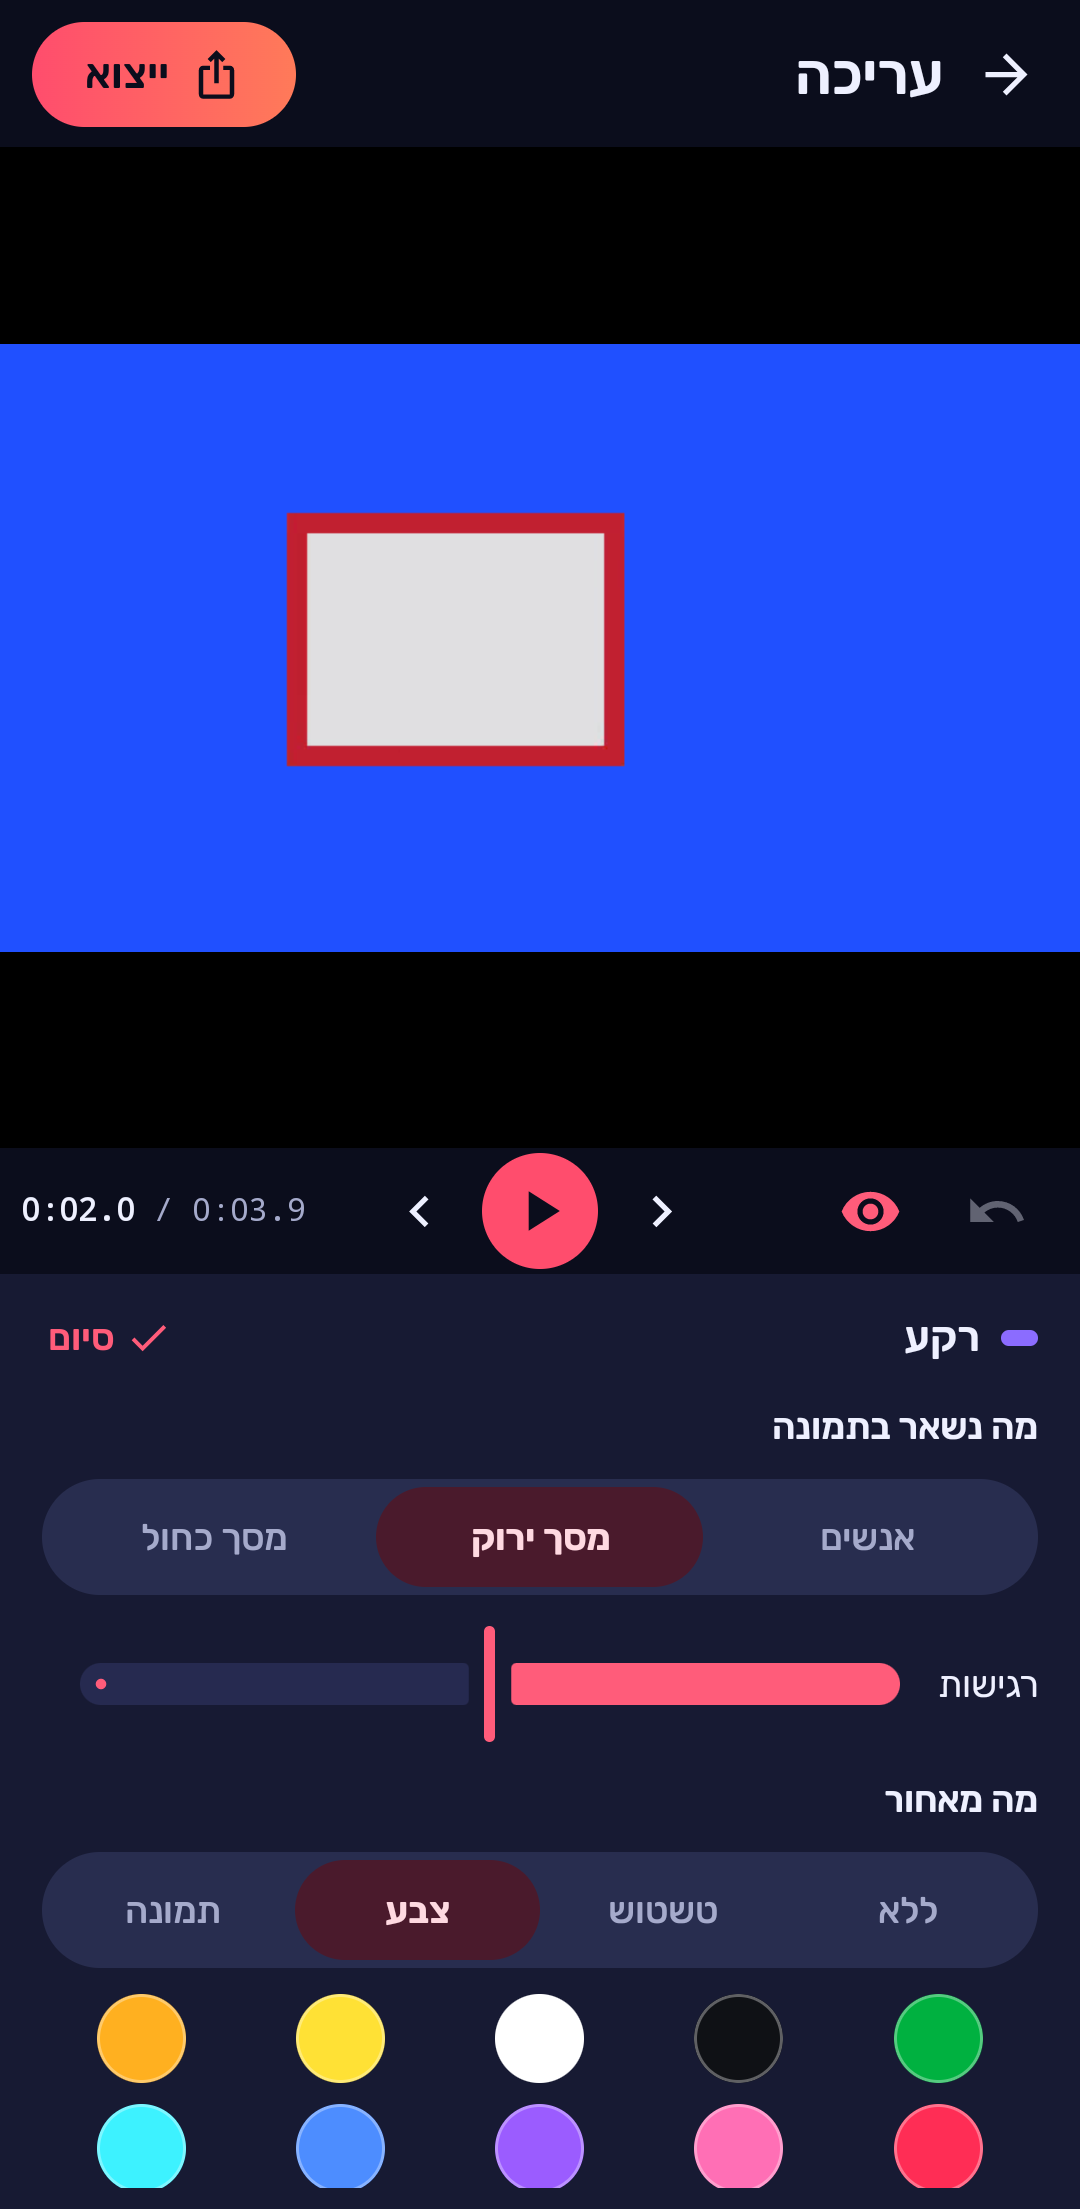 עריכה
ייצוא
0:02.0 / 0:03.9
רקע
סיום
מה נשאר בתמונה
אנשים
מסך ירוק
מסך כחול
רגישות
מה מאחור
ללא
טשטוש
צבע
תמונה